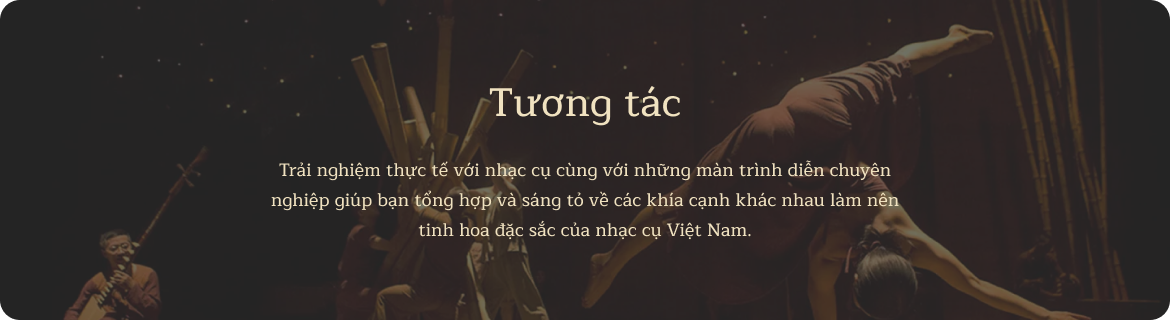 Tương tác
Trải nghiệm thực tế với nhạc cụ cùng với những màn trình diễn chuyên
nghiệp giúp bạn tổng hợp và sáng tỏ về các khía cạnh khác nhau làm nên
tinh hoa đặc sắc của nhạc cụ Việt Nam.